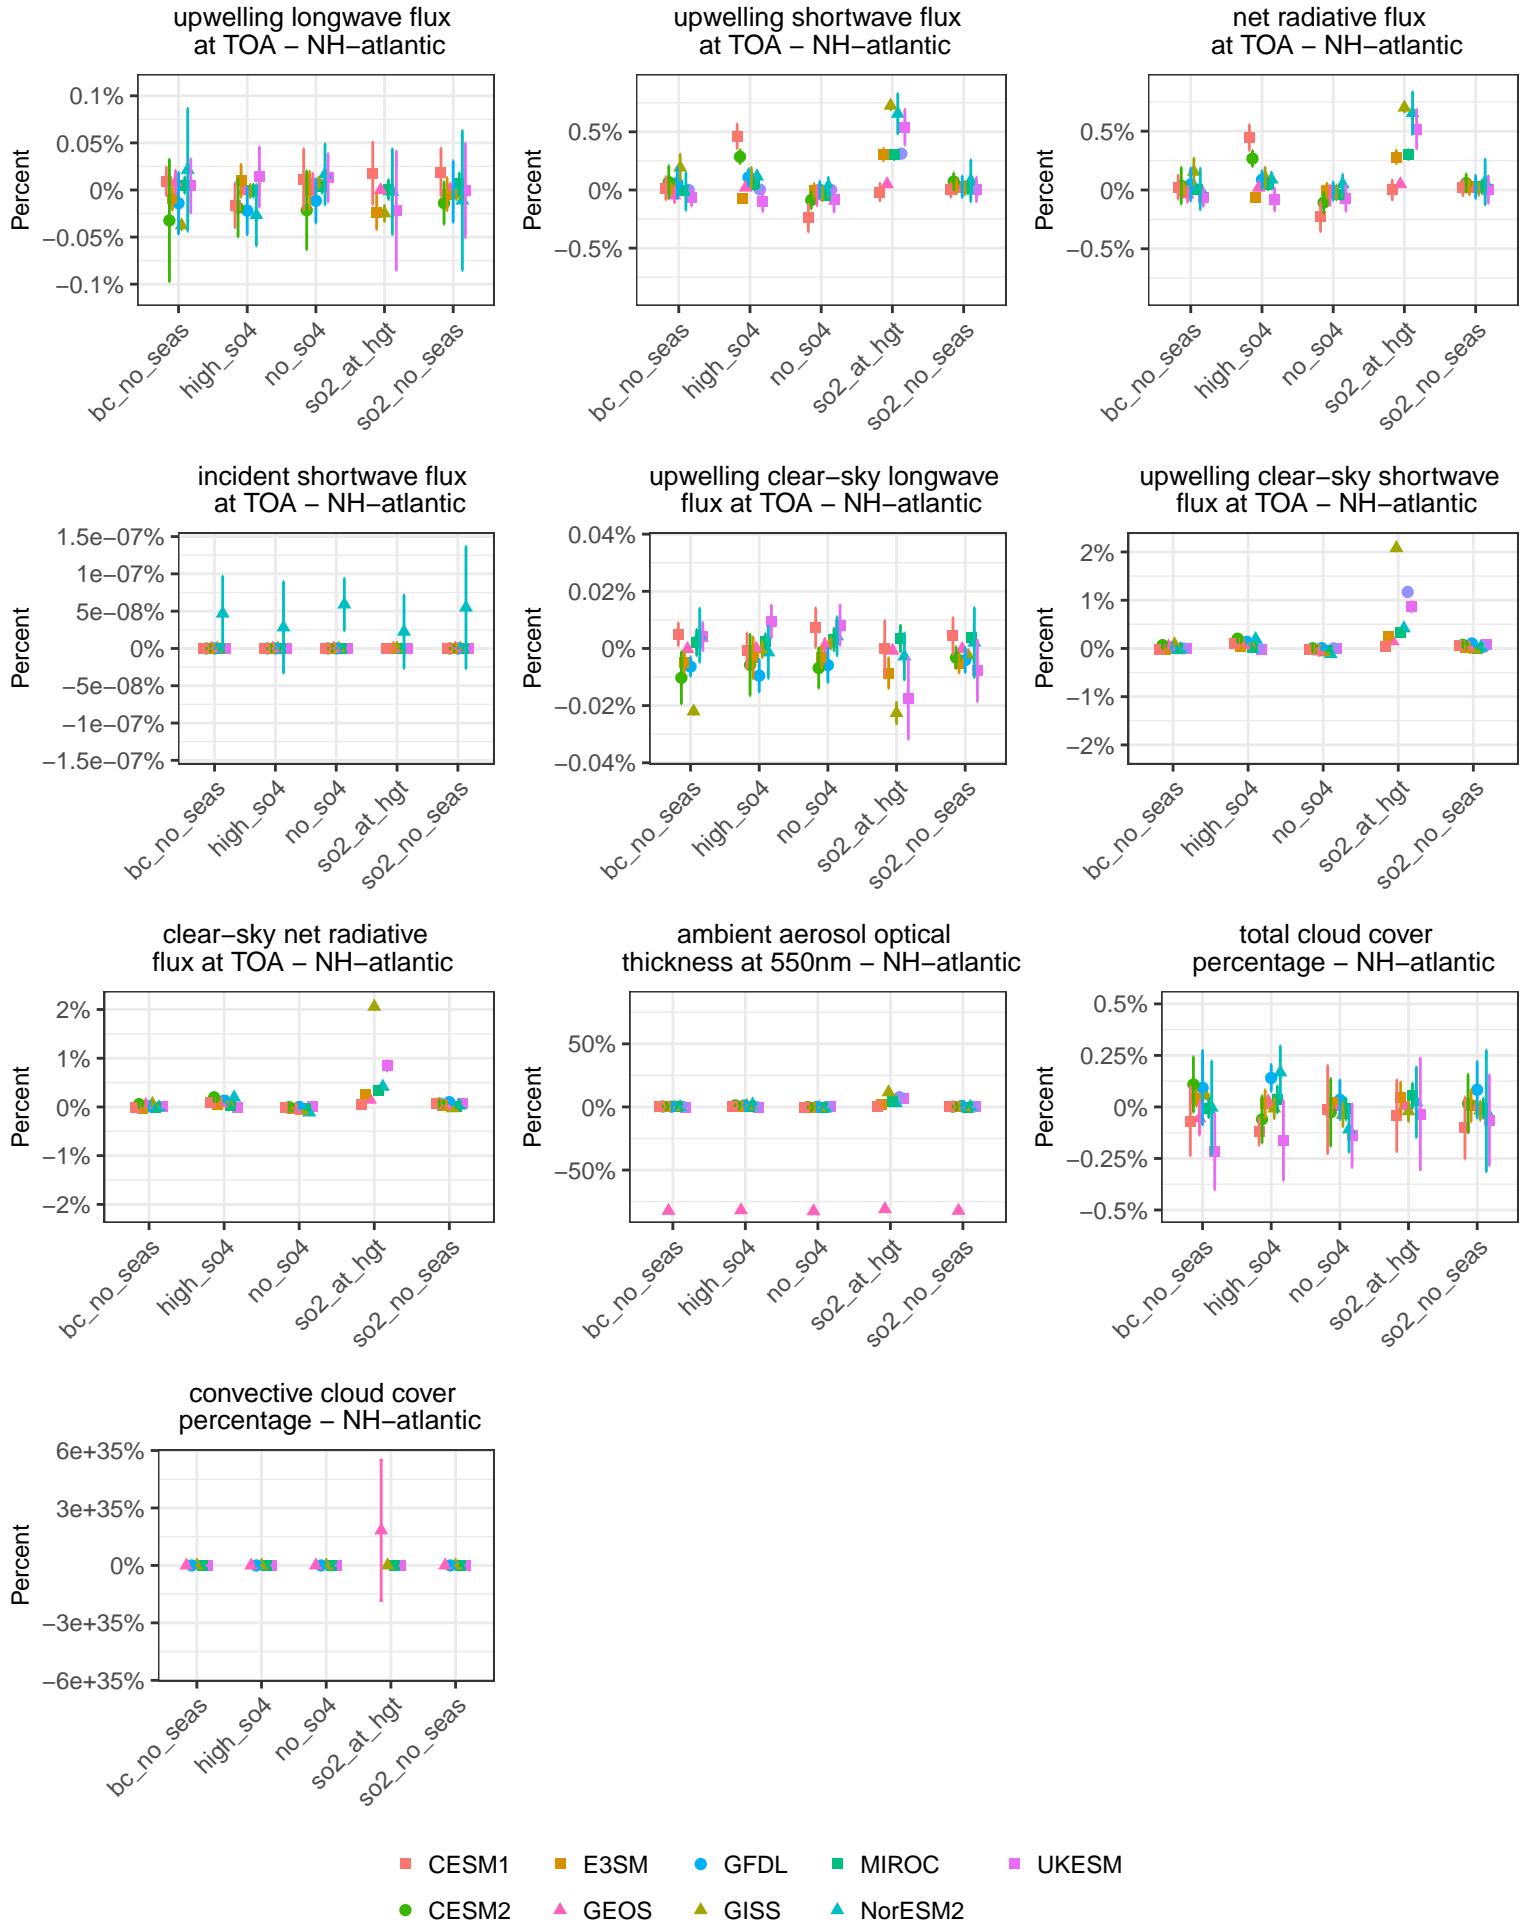 upwelling longwave flux
at TOA − NH−atlantic
Percent
0.1%
0.05%
0%
−0.05%
−0.1%
bc_no_seas
high_so4
no_so4
so2_at_hgt
so2_no_seas
upwelling shortwave flux
at TOA − NH−atlantic
Percent
0.5%
0%
−0.5%
bc_no_seas
high_so4
no_so4
so2_at_hgt
so2_no_seas
net radiative flux
at TOA − NH−atlantic
Percent
0.5%
0%
−0.5%
bc_no_seas
high_so4
no_so4
so2_at_hgt
so2_no_seas
incident shortwave flux
at TOA − NH−atlantic
Percent
1.5e−07%
1e−07%
5e−08%
0%
−5e−08%
−1e−07%
−1.5e−07%
bc_no_seas
high_so4
no_so4
so2_at_hgt
so2_no_seas
upwelling clear−sky longwave
flux at TOA − NH−atlantic
Percent
0.04%
0.02%
0%
−0.02%
−0.04%
bc_no_seas
high_so4
no_so4
so2_at_hgt
so2_no_seas
upwelling clear−sky shortwave
flux at TOA − NH−atlantic
Percent
2%
1%
0%
−1%
−2%
bc_no_seas
high_so4
no_so4
so2_at_hgt
so2_no_seas
clear−sky net radiative
flux at TOA − NH−atlantic
Percent
2%
1%
0%
−1%
−2%
bc_no_seas
high_so4
no_so4
so2_at_hgt
so2_no_seas
ambient aerosol optical
thickness at 550nm − NH−atlantic
Percent
50%
0%
−50%
bc_no_seas
high_so4
no_so4
so2_at_hgt
so2_no_seas
total cloud cover
percentage − NH−atlantic
Percent
0.5%
0.25%
0%
−0.25%
−0.5%
bc_no_seas
high_so4
no_so4
so2_at_hgt
so2_no_seas
convective cloud cover
percentage − NH−atlantic
Percent
6e+35%
3e+35%
0%
−3e+35%
−6e+35%
bc_no_seas
high_so4
no_so4
so2_at_hgt
so2_no_seas
CESM1 E3SM GFDL MIROC UKESM
CESM2 GEOS GISS NorESM2